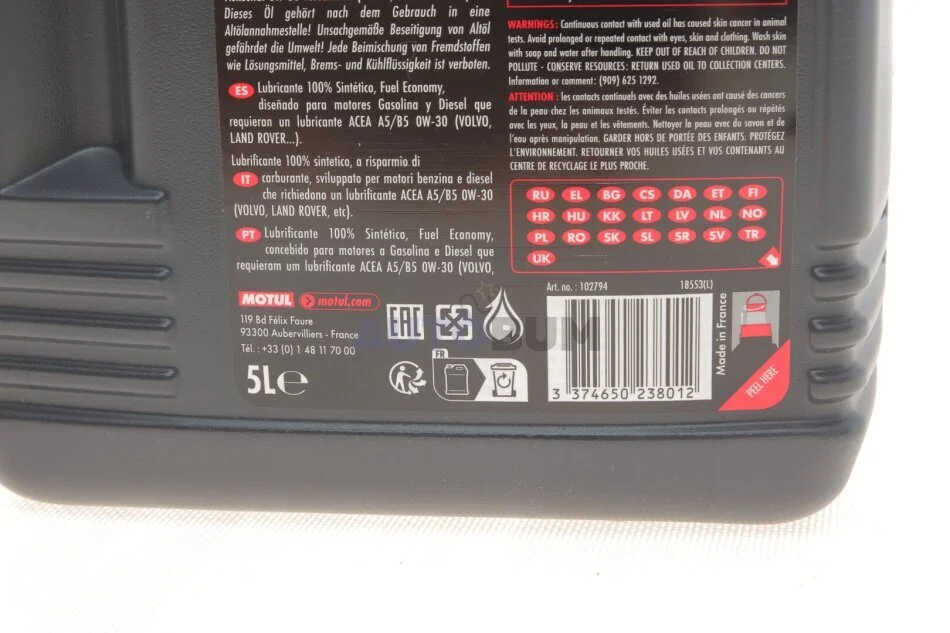 Dieses Öl gehört nach dem Gebrauch in eine
Altölannahmestelle! Unsachgemäße Beseitigung von Altöl
gefährdet die Umwelt! Jede Beimischung von Fremdstoffen
wie Lösungsmittel, Brems- und Kühlflüssigkeit ist verboten.
ES Lubricante 100% Sintético, Fuel Economy,
diseñado para motores Gasolina y Diesel que
requieran un lubricante ACEA A5/B5 0W-30 (VOLVO,
LAND ROVER...).
Lubrificante 100% sintetico, a risparmio di
IT carburante, sviluppato per motori benzina e diesel
che richiedono un lubrificante ACEA A5/B5 0W-30
(VOLVO, LAND ROVER, etc).
PT Lubrificante 100% Sintético, Fuel Economy,
concebido para motores a Gasolina e Diesel que
requieram um lubrificante ACEA A5/B5 0W-30 (VOLVO,
MOTUL motul.com
119 Bd Félix Faure
93300 Aubervilliers - France
Tél. : +33 (0) 1 48 11 70 00
5L℮
EAC
FR
WARNINGS: Continuous contact with used oil has caused skin cancer in animal
tests. Avoid prolonged or repeated contact with eyes, skin and clothing. Wash skin
with soap and water after handling. KEEP OUT OF REACH OF CHILDREN. DO NOT
POLLUTE - CONSERVE RESOURCES: RETURN USED OIL TO COLLECTION CENTERS.
Information or comment: (909) 625 1292.
ATTENTION : les contacts continuels avec des huiles usées ont causé des cancers
de la peau chez les animaux testés. Éviter les contacts prolongés ou répétés
avec les yeux, la peau et les vêtements. Nettoyer la peau avec du savon et de
l'eau après manipulation. GARDER HORS DE PORTÉE DES ENFANTS. PROTÉGEZ
L'ENVIRONNEMENT. RETOURNER VOS HUILES USÉES ET VOS CONTENANTS AU
CENTRE DE RECYCLAGE LE PLUS PROCHE.
RU EL BG CS DA ET FI
HR HU KK LT LV NL NO
PL RO SK SL SR SV TR
UK
Art. no. : 102794 18553(L)
3 374650 238012
Made in France
PEEL HERE